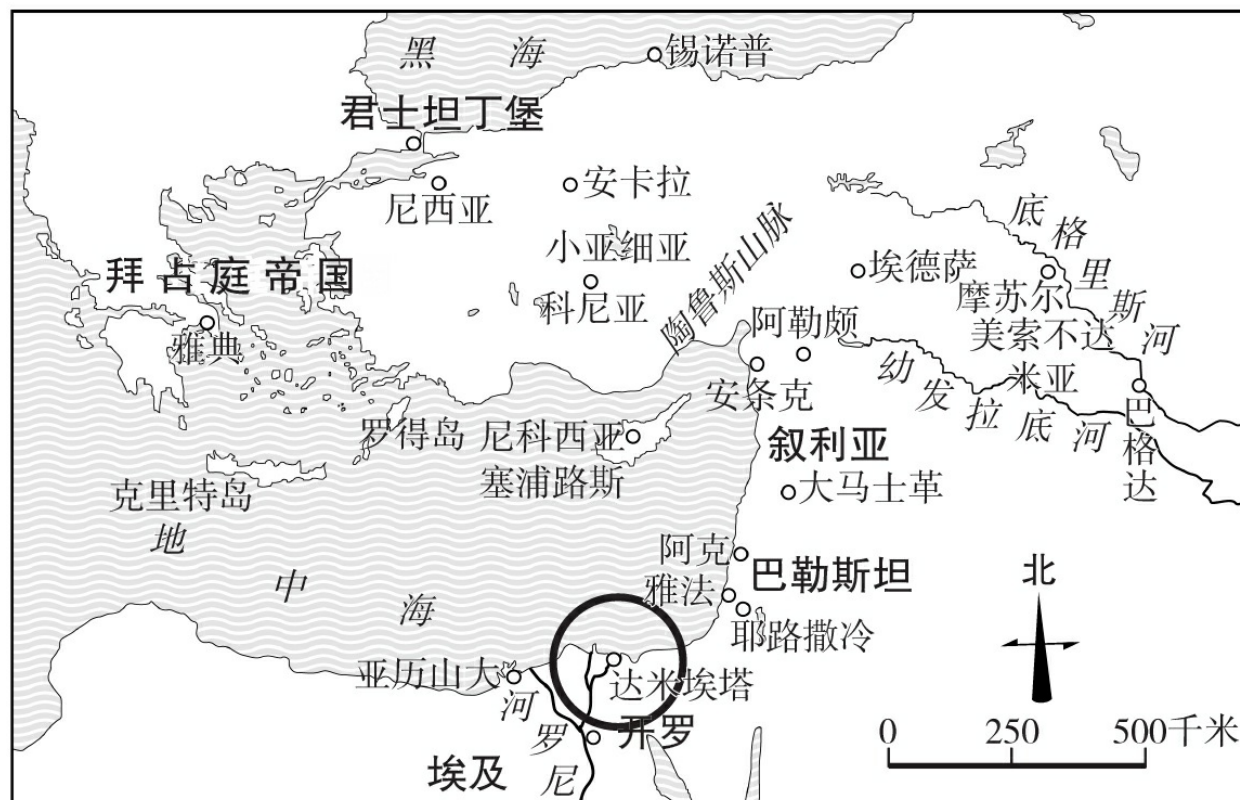 黑海
锡诺普
君士坦丁堡
尼西亚
安卡拉
小亚细亚
科尼亚
陶鲁斯山脉
拜占庭帝国
雅典
埃德萨
底格里斯河
摩苏尔
美索不达
米亚
阿勒颇
安条克
幼发拉底河
巴格达
罗得岛
尼科西亚
塞浦路斯
叙利亚
大马士革
克里特岛
地中海
阿克
巴勒斯坦
雅法
耶路撒冷
北
亚历山大
达米埃塔
开罗
河罗尼
埃及
0 250 500千米